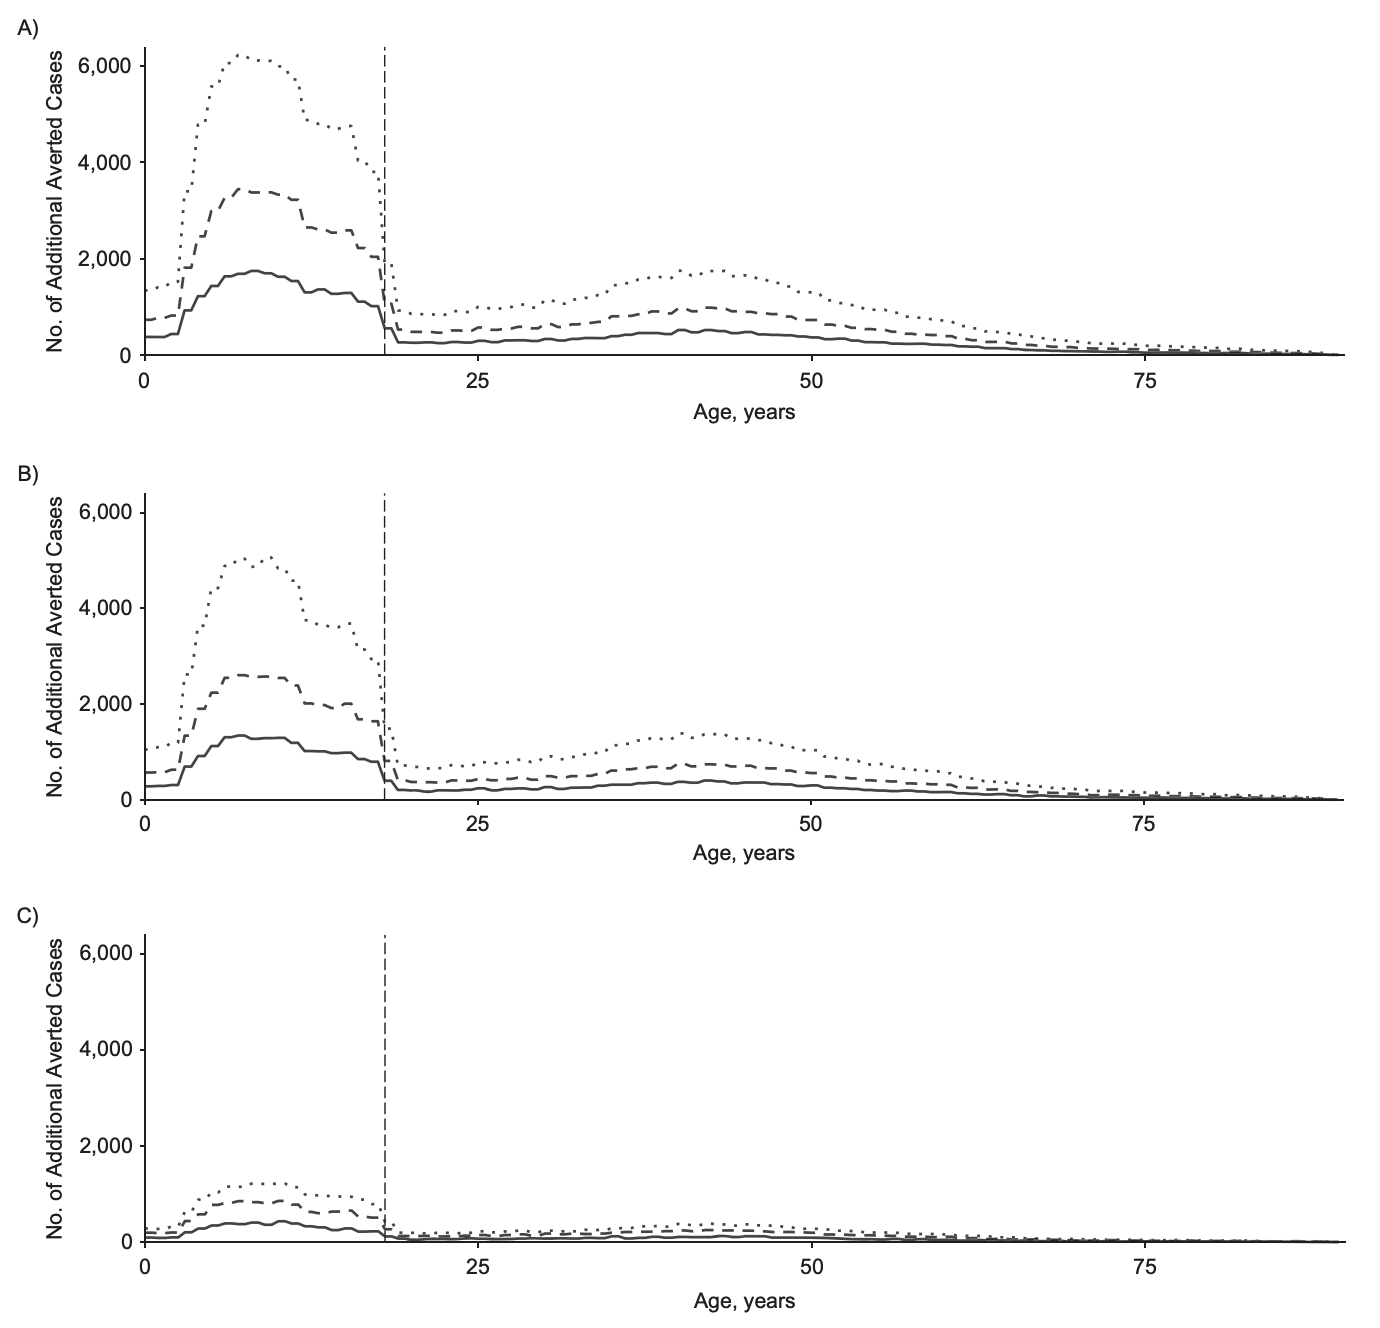 A)
No. of Additional Averted Cases
6,000
4,000
2,000
0
0 25 50 75
Age, years
B)
No. of Additional Averted Cases
6,000
4,000
2,000
0
0 25 50 75
Age, years
C)
No. of Additional Averted Cases
6,000
4,000
2,000
0
0 25 50 75
Age, years